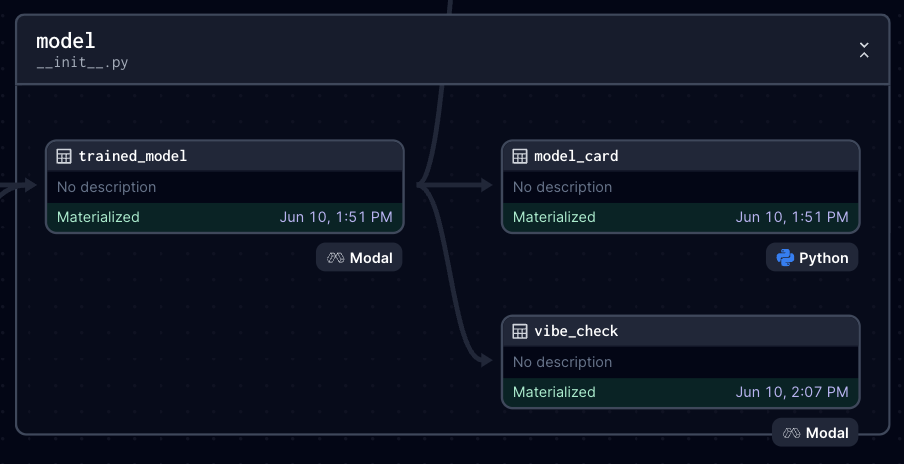 model
__init__.py
trained_model
No description
Materialized Jun 10, 1:51 PM
Modal
model_card
No description
Materialized Jun 10, 1:51 PM
Python
vibe_check
No description
Materialized Jun 10, 2:07 PM
Modal